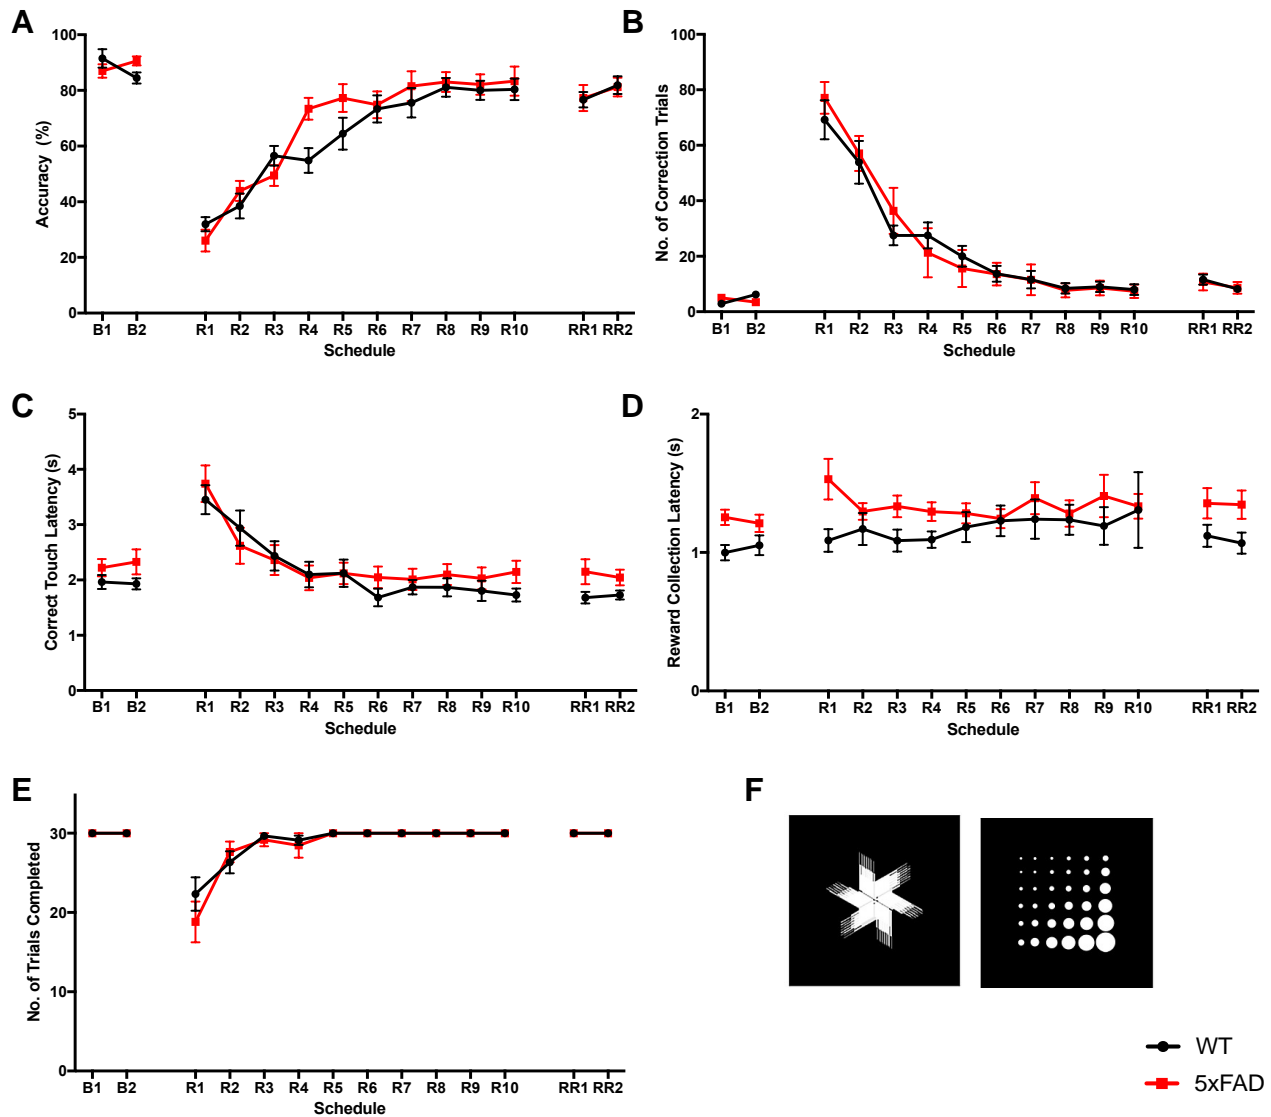 A
Accuracy (%)
100
80
60
40
20
0
B1 B2 R1 R2 R3 R4 R5 R6 R7 R8 R9 R10 RR1 RR2
Schedule
B
No. of Correction Trials
100
80
60
40
20
0
B1 B2 R1 R2 R3 R4 R5 R6 R7 R8 R9 R10 RR1 RR2
Schedule
C
Correct Touch Latency (s)
5
4
3
2
1
0
B1 B2 R1 R2 R3 R4 R5 R6 R7 R8 R9 R10 RR1 RR2
Schedule
D
Reward Collection Latency (s)
2
1
0
B1 B2 R1 R2 R3 R4 R5 R6 R7 R8 R9 R10 RR1 RR2
Schedule
E
No. of Trials Completed
30
20
10
0
B1 B2 R1 R2 R3 R4 R5 R6 R7 R8 R9 R10 RR1 RR2
Schedule
F
WT
5xFAD